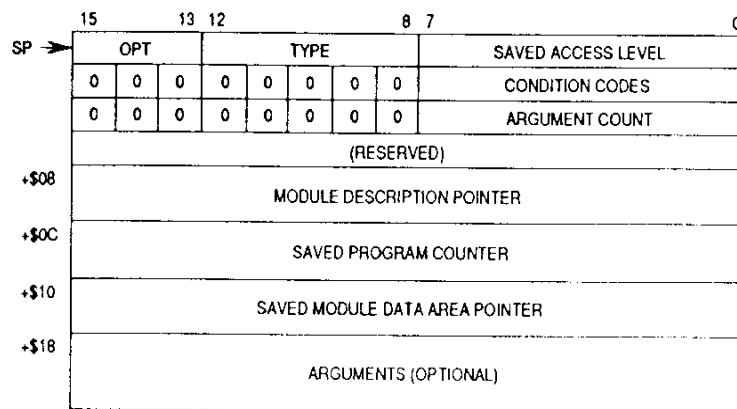 15 13 12 8 7 0
SP OPT TYPE SAVED ACCESS LEVEL
0 0 0 0 0 0 0 0 CONDITION CODES
0 0 0 0 0 0 0 0 ARGUMENT COUNT
(RESERVED)
+$08
MODULE DESCRIPTION POINTER
+$0C
SAVED PROGRAM COUNTER
+$10
SAVED MODULE DATA AREA POINTER
+$18
ARGUMENTS (OPTIONAL)